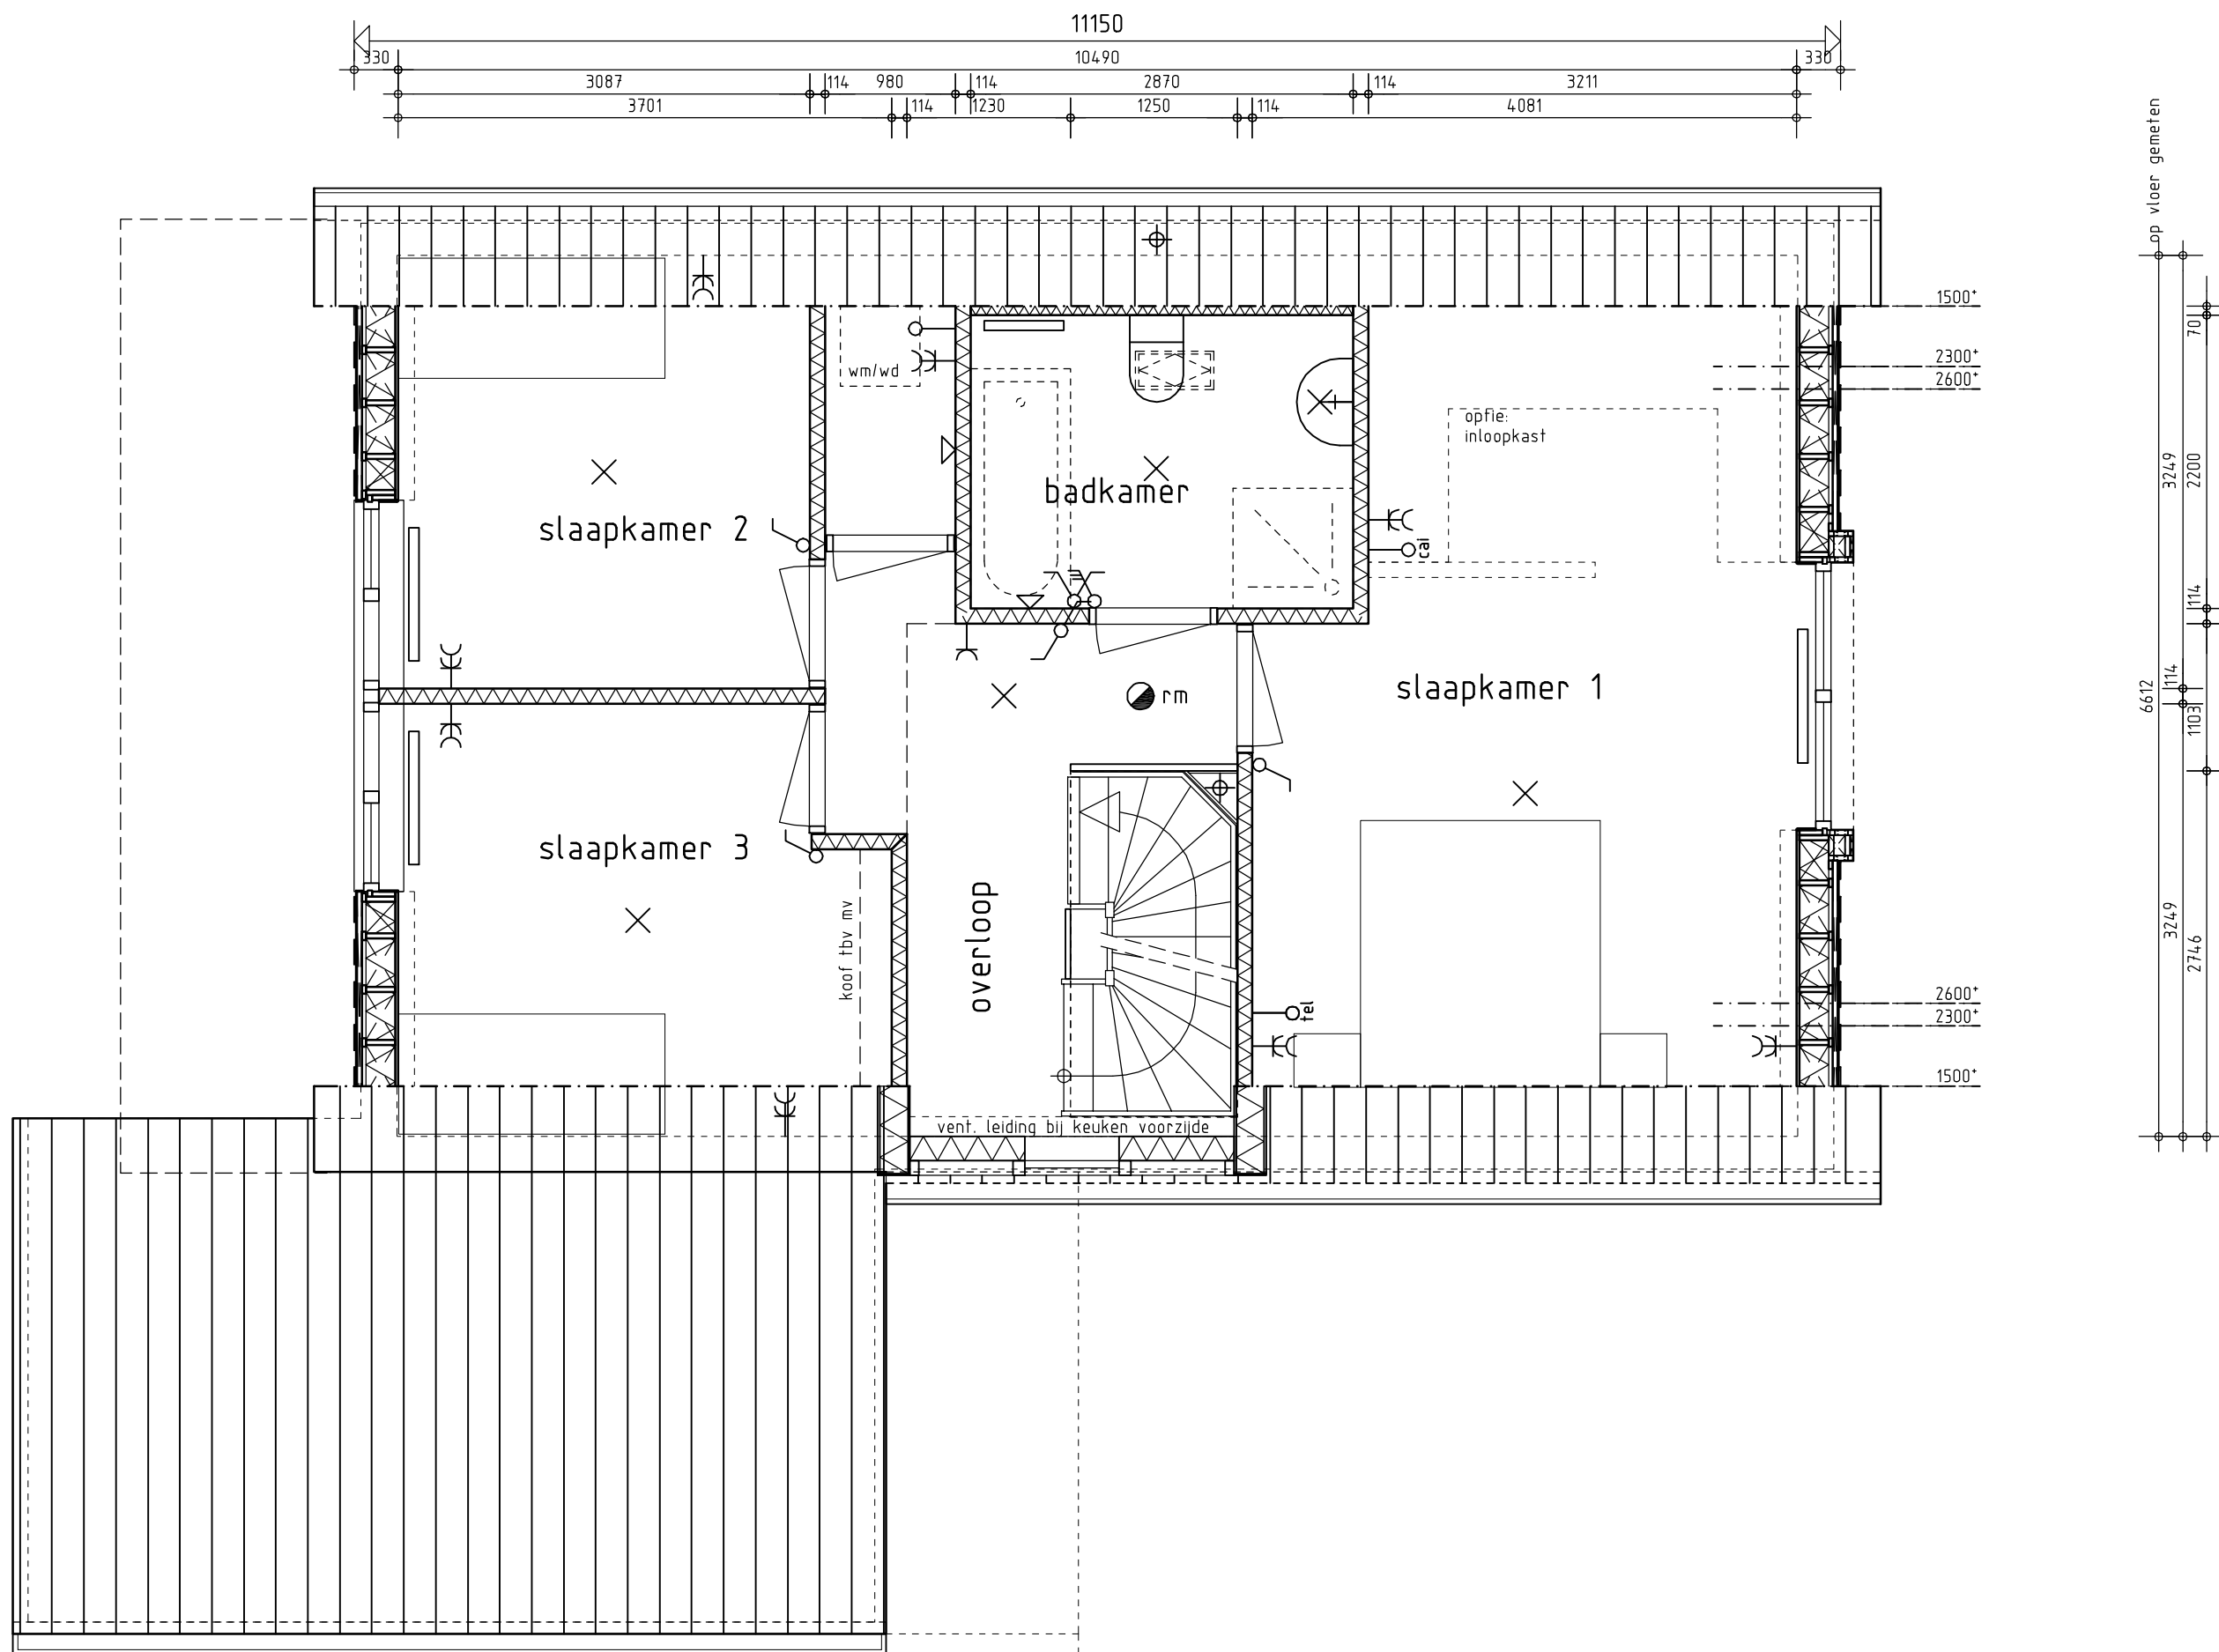 11150
330 10490 330
3087 114 980 114 2870 114 3211
3701 114 1230 1250 114 4081
op vloer gemeten
1500+
70
2300+
2600+
wm/wd
optie:
inloopkast
3249
2200
badkamer
slaapkamer 2
cai
114
rm
slaapkamer 1
114
6612
1103
slaapkamer 3
koof tbv mv
overloop
3249
2746
tel
2600+
2300+
1500+
vent. leiding bij keuken voorzijde